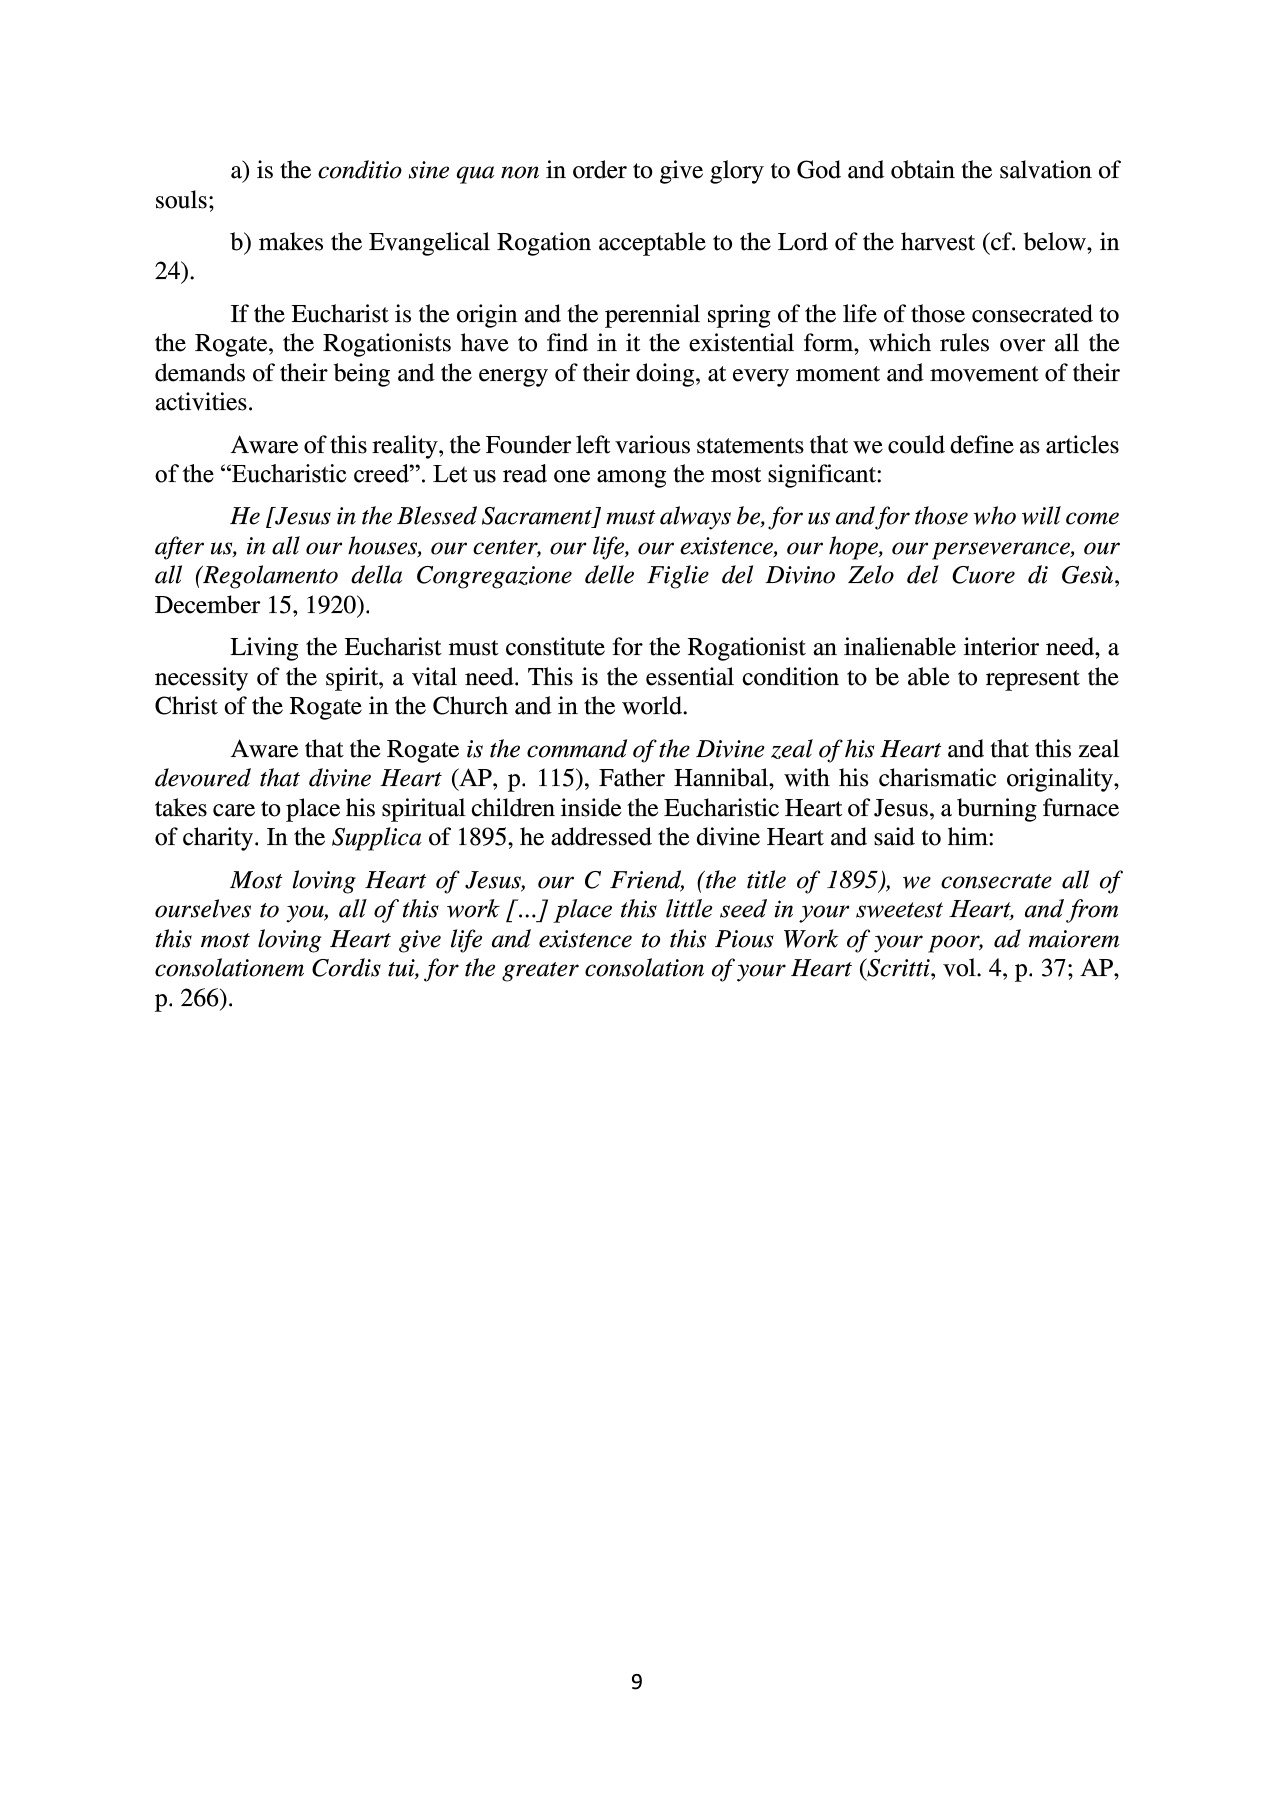 a) is the conditio sine qua non in order to give glory to God and obtain the salvation of
souls;
b) makes the Evangelical Rogation acceptable to the Lord of the harvest (cf. below, in
24).
If the Eucharist is the origin and the perennial spring of the life of those consecrated to
the Rogate, the Rogationists have to find in it the existential form, which rules over all the
demands of their being and the energy of their doing, at every moment and movement of their
activities.
Aware of this reality, the Founder left various statements that we could define as articles
of the “Eucharistic creed”. Let us read one among the most significant:
He [Jesus in the Blessed Sacrament] must always be, for us and for those who will come
after us, in all our houses, our center, our life, our existence, our hope, our perseverance, our
all (Regolamento della Congregazione delle Figlie del Divino Zelo del Cuore di Gesù,
December 15, 1920).
Living the Eucharist must constitute for the Rogationist an inalienable interior need, a
necessity of the spirit, a vital need. This is the essential condition to be able to represent the
Christ of the Rogate in the Church and in the world.
Aware that the Rogate is the command of the Divine zeal of his Heart and that this zeal
devoured that divine Heart (AP, p. 115), Father Hannibal, with his charismatic originality,
takes care to place his spiritual children inside the Eucharistic Heart of Jesus, a burning furnace
of charity. In the Supplica of 1895, he addressed the divine Heart and said to him:
Most loving Heart of Jesus, our C Friend, (the title of 1895), we consecrate all of
ourselves to you, all of this work [...] place this little seed in your sweetest Heart, and from
this most loving Heart give life and existence to this Pious Work of your poor, ad maiorem
consolationem Cordis tui, for the greater consolation of your Heart (Scritti, vol. 4, p. 37; AP,
p. 266).
9